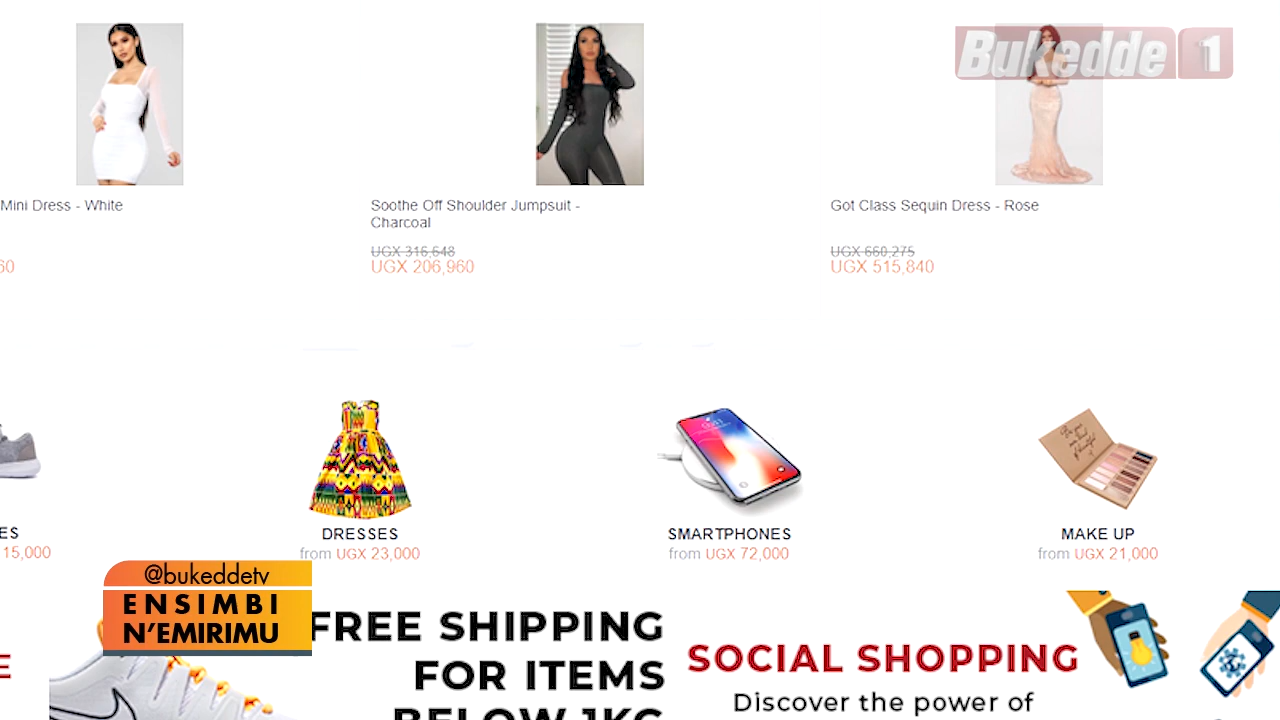 Bukedde 1
Mini Dress - White
60
Soothe Off Shoulder Jumpsuit -
Charcoal
UGX 316,648
UGX 206,960
Got Class Sequin Dress - Rose
UGX 660,275
UGX 515,840
ES
15,000
DRESSES
from UGX 23,000
SMARTPHONES
from UGX 72,000
MAKE UP
from UGX 21,000
@bukeddetv
ENSIMBI
N'EMIRIMU
E
FREE SHIPPING
FOR ITEMS
BELOW 1KG
SOCIAL SHOPPING
Discover the power of